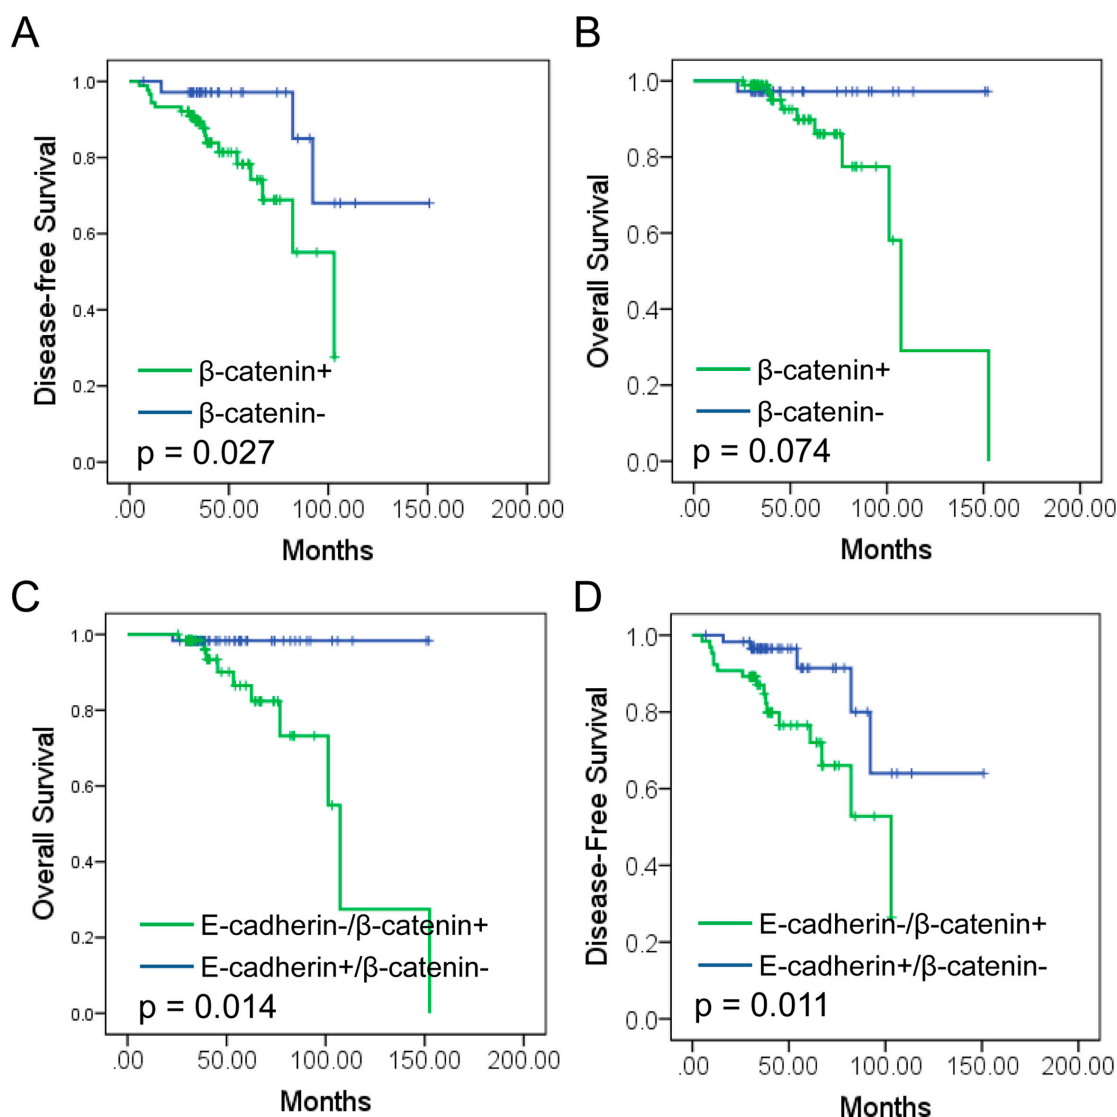 A
Disease-free Survival
1.0
0.8
0.6
0.4
0.2
0.0
β-catenin+
β-catenin-
p = 0.027
.00 50.00 100.00 150.00 200.00
Months
B
Overall Survival
1.0
0.8
0.6
0.4
0.2
0.0
β-catenin+
β-catenin-
p = 0.074
.00 50.00 100.00 150.00 200.00
Months
C
Overall Survival
1.0
0.8
0.6
0.4
0.2
0.0
E-cadherin-/β-catenin+
E-cadherin+/β-catenin-
p = 0.014
.00 50.00 100.00 150.00 200.00
Months
D
Disease-Free Survival
1.0
0.8
0.6
0.4
0.2
0.0
E-cadherin-/β-catenin+
E-cadherin+/β-catenin-
p = 0.011
.00 50.00 100.00 150.00 200.00
Months